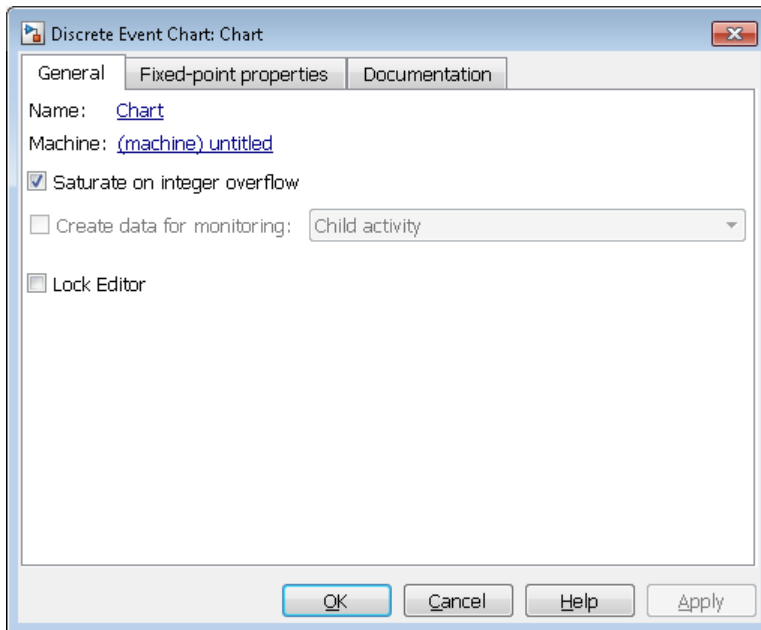 Discrete Event Chart: Chart
General Fixed-point properties Documentation
Name: Chart
Machine: (machine) untitled
Saturate on integer overflow
Create data for monitoring: Child activity
Lock Editor
OK Cancel Help Apply